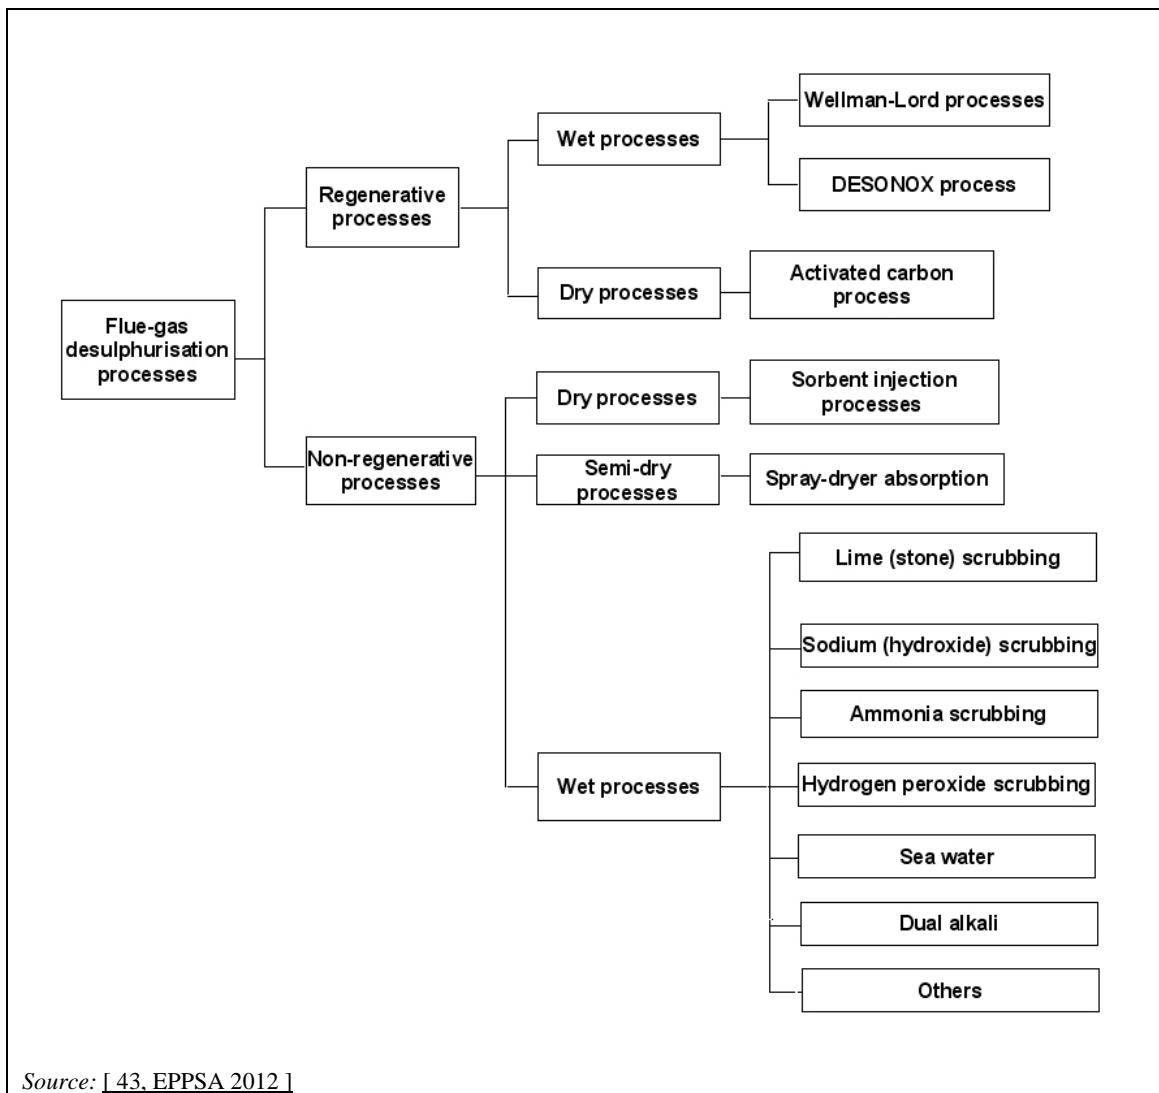 Wellman-Lord processes
Wet processes
DESONOX process
Regenerative
processes
Activated carbon
process
Dry processes
Flue-gas
desulphurisation
processes
Sorbent injection
processes
Dry processes
Non-regenerative
processes
Semi-dry
processes
Spray-dryer absorption
Lime (stone) scrubbing
Sodium (hydroxide) scrubbing
Ammonia scrubbing
Wet processes
Hydrogen peroxide scrubbing
Sea water
Dual alkali
Others
Source: [ 43, EPPSA 2012 ]